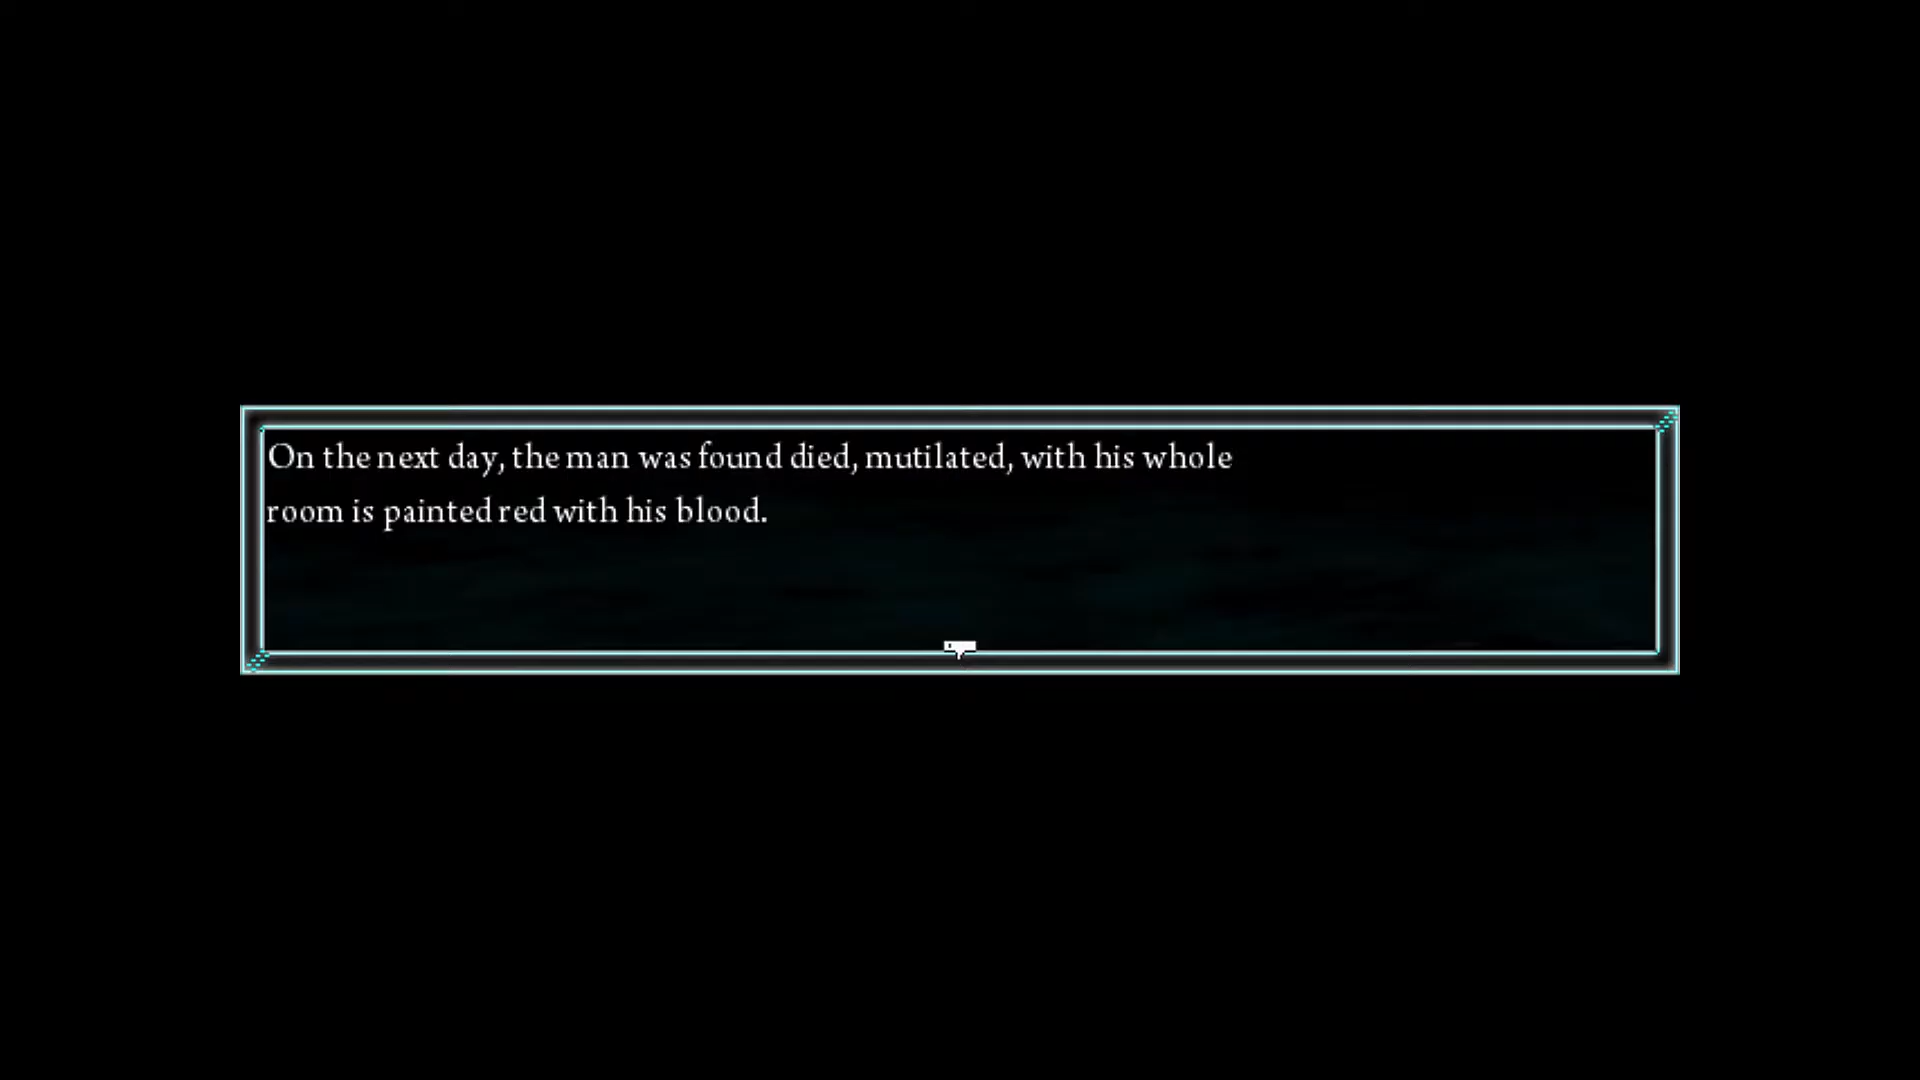 On the next day, the man was found died, mutilated, with his whole
room is painted red with his blood.